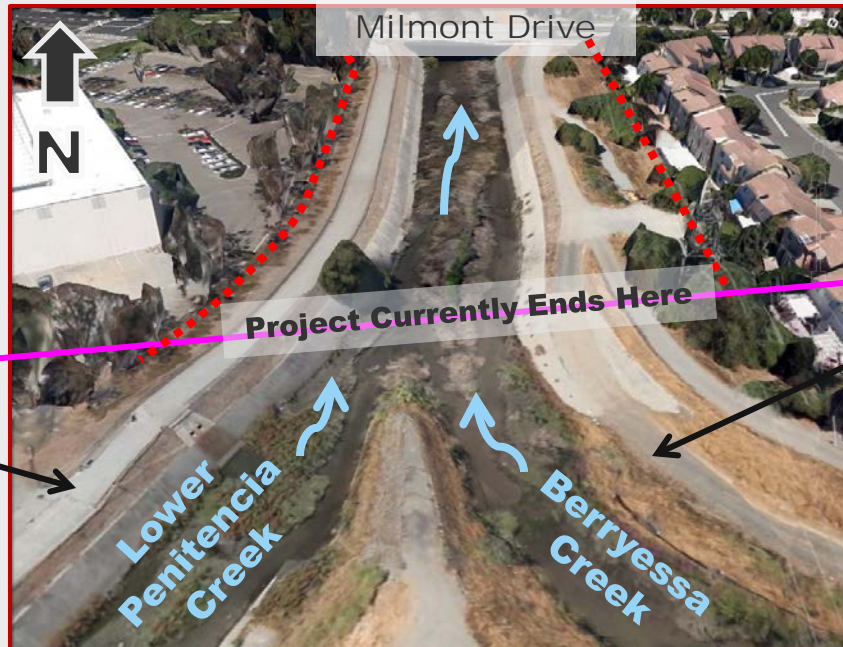 Milmont Drive
N
Project Currently Ends Here
Lower
Penitencia
Creek
Berryessa
Creek